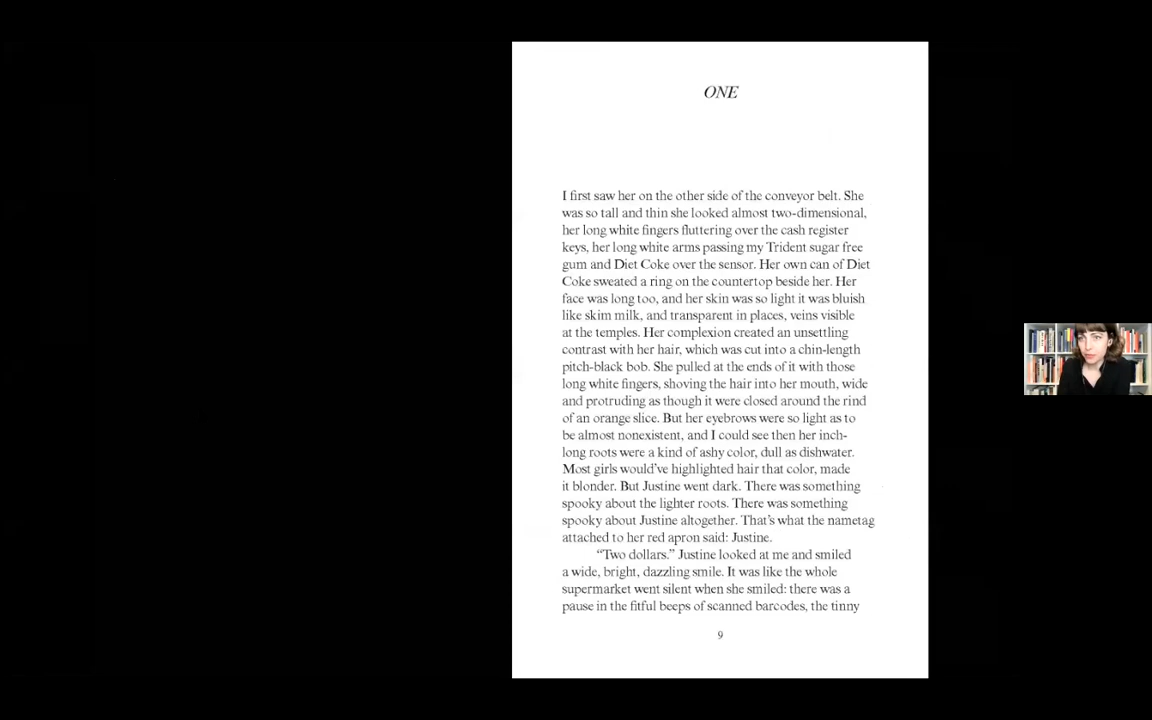 ONE
I first saw her on the other side of the conveyor belt. She
was so tall and thin she looked almost two-dimensional,
her long white fingers fluttering over the cash register
keys, her long white arms passing my Trident sugar free
gum and Diet Coke over the sensor. Her own can of Diet
Coke sweated a ring on the countertop beside her. Her
face was long too, and her skin was so light it was bluish
like skim milk, and transparent in places, veins visible
at the temples. Her complexion created an unsettling
contrast with her hair, which was cut into a chin-length
pitch-black bob. She pulled at the ends of it with those
long white fingers, shoving the hair into her mouth, wide
and protruding as though it were closed around the rind
of an orange slice. But her eyebrows were so light as to
be almost nonexistent, and I could see then her inch-
long roots were a kind of ashy color, dull as dishwater.
Most girls would’ve highlighted hair that color, made
it blonder. But Justine went dark. There was something
spooky about the lighter roots. There was something
spooky about Justine altogether. That’s what the nametag
attached to her red apron said: Justine.
“Two dollars.” Justine looked at me and smiled
a wide, bright, dazzling smile. It was like the whole
supermarket went silent when she smiled: there was a
pause in the fitful beeps of scanned barcodes, the tinny
9